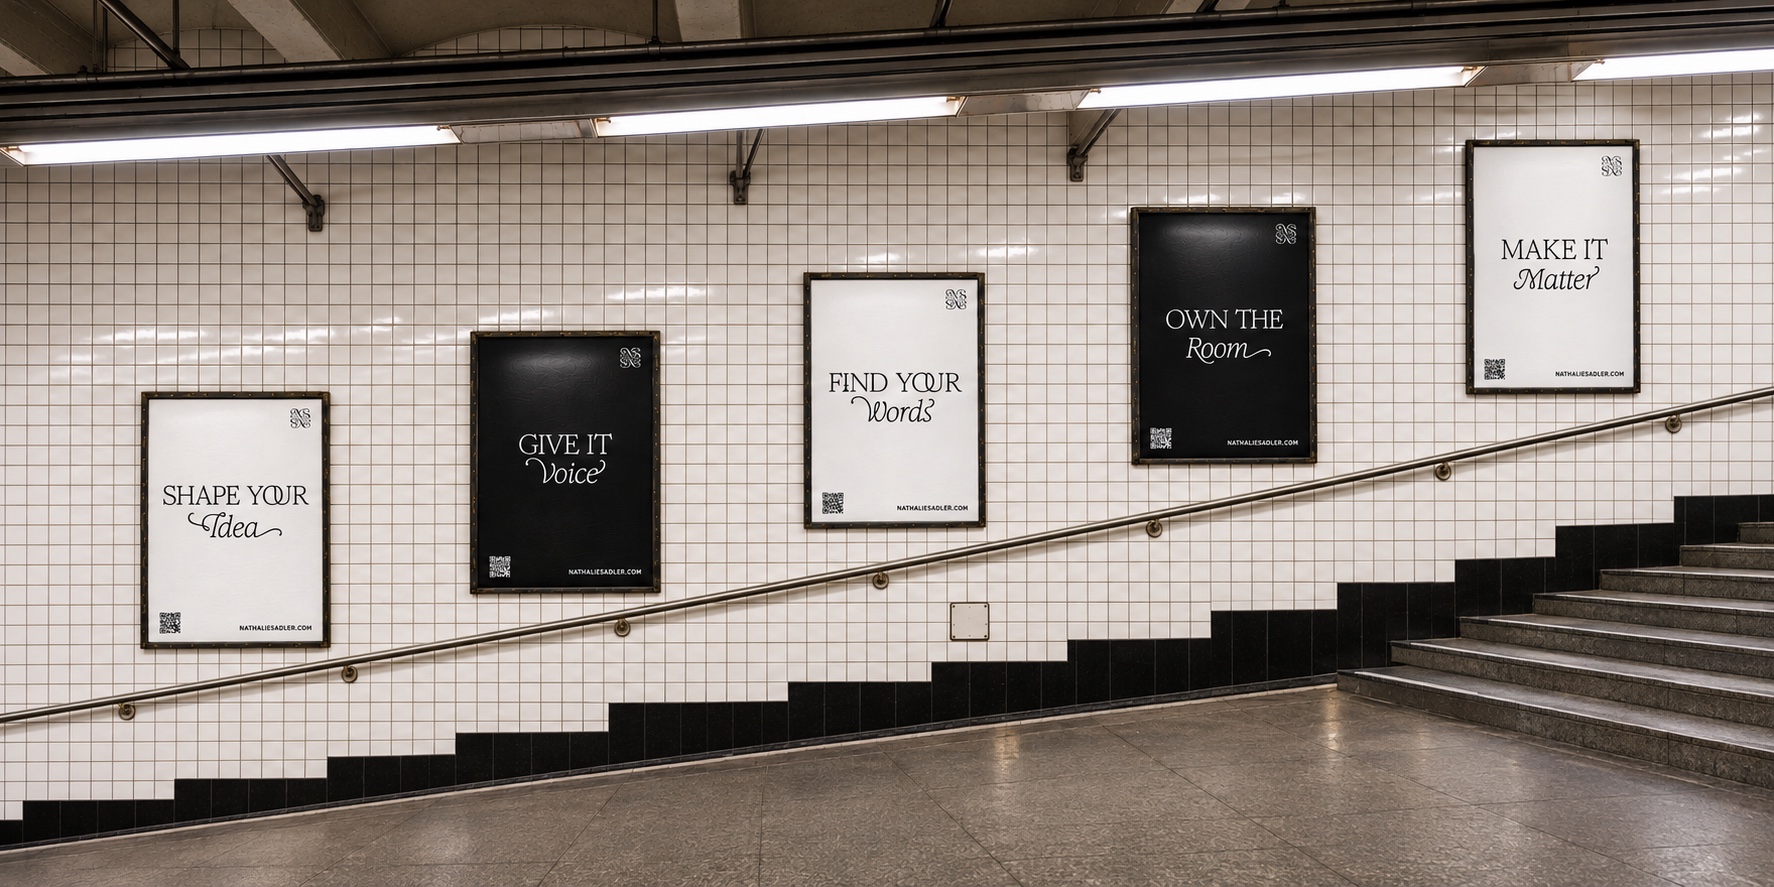 SHAPE YOUR
Idea
NATHALIESADLER.COM
GIVE IT
Voice
NATHALIESADLER.COM
FIND YOUR
Words
NATHALIESADLER.COM
OWN THE
Room
NATHALIESADLER.COM
MAKE IT
Matter
NATHALIESADLER.COM